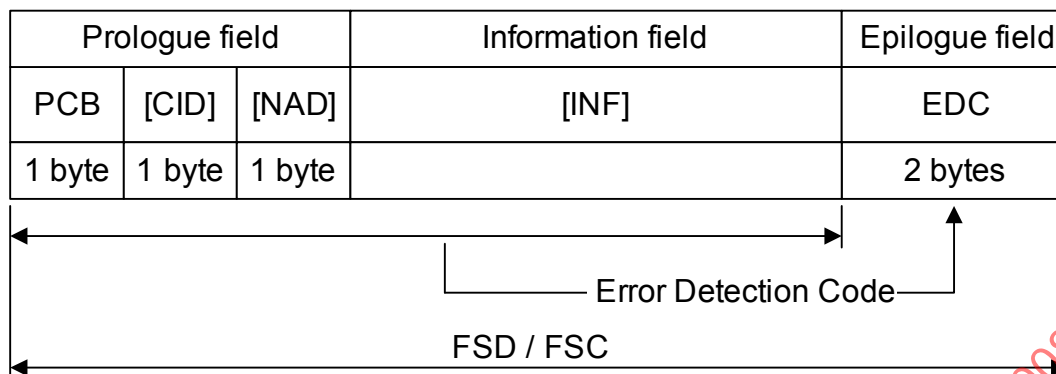 Prologue field Information field Epilogue field
PCB [CID] [NAD] [INF] EDC
1 byte 1 byte 1 byte 2 bytes
Error Detection Code
FSD / FSC